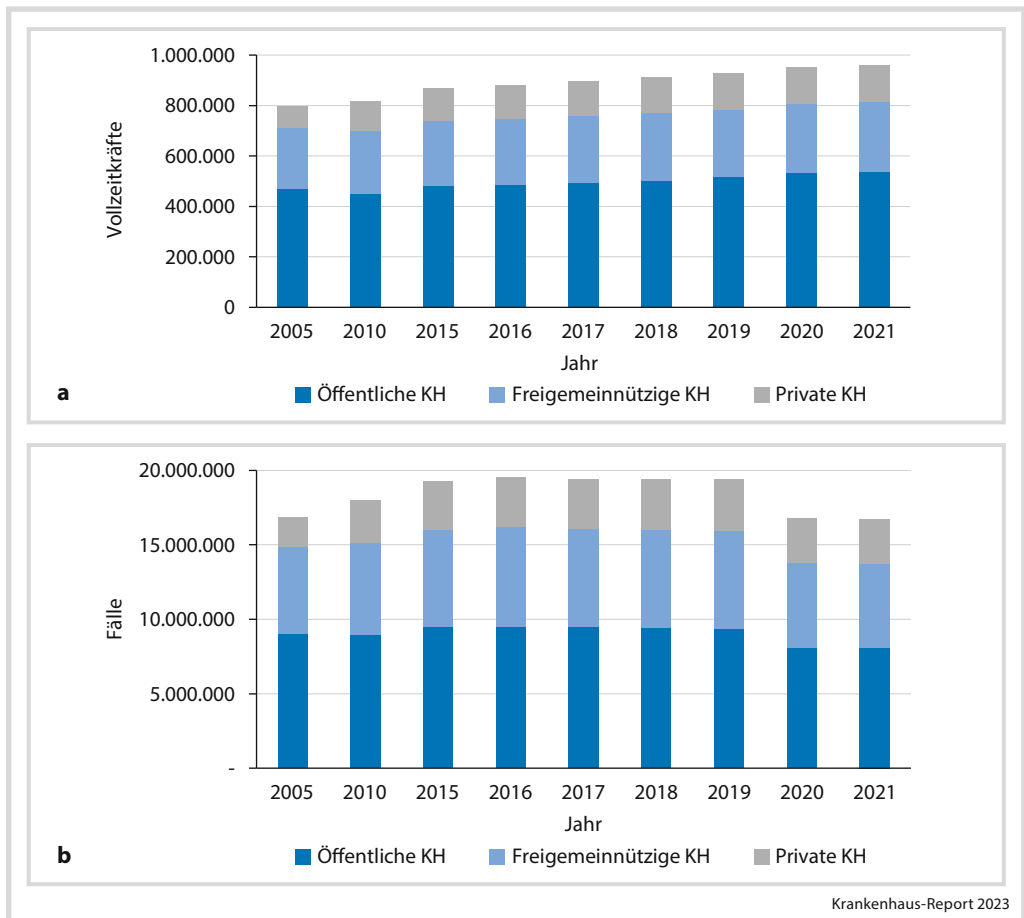 1.000.000
800.000
600.000
400.000
200.000
0
Vollzeitkräfte
2005 2010 2015 2016 2017 2018 2019 2020 2021
Jahr
a
Öffentliche KH Freigemeinnützige KH Private KH
20.000.000
15.000.000
10.000.000
5.000.000
-
Fälle
2005 2010 2015 2016 2017 2018 2019 2020 2021
Jahr
b
Öffentliche KH Freigemeinnützige KH Private KH
Krankenhaus-Report 2023